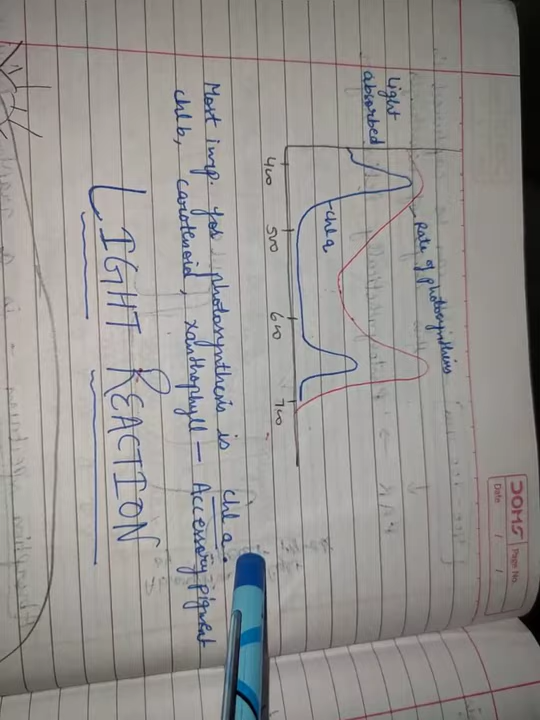 DOMS
Page No.
Date / /
Rate of photosynthesis
Light
absorbed
chl a
400 500 600 700
Most imp. for photosynthesis is chl a.
chl b, carotenoid, xanthophyll – Accessory pigment
LIGHT REACTION